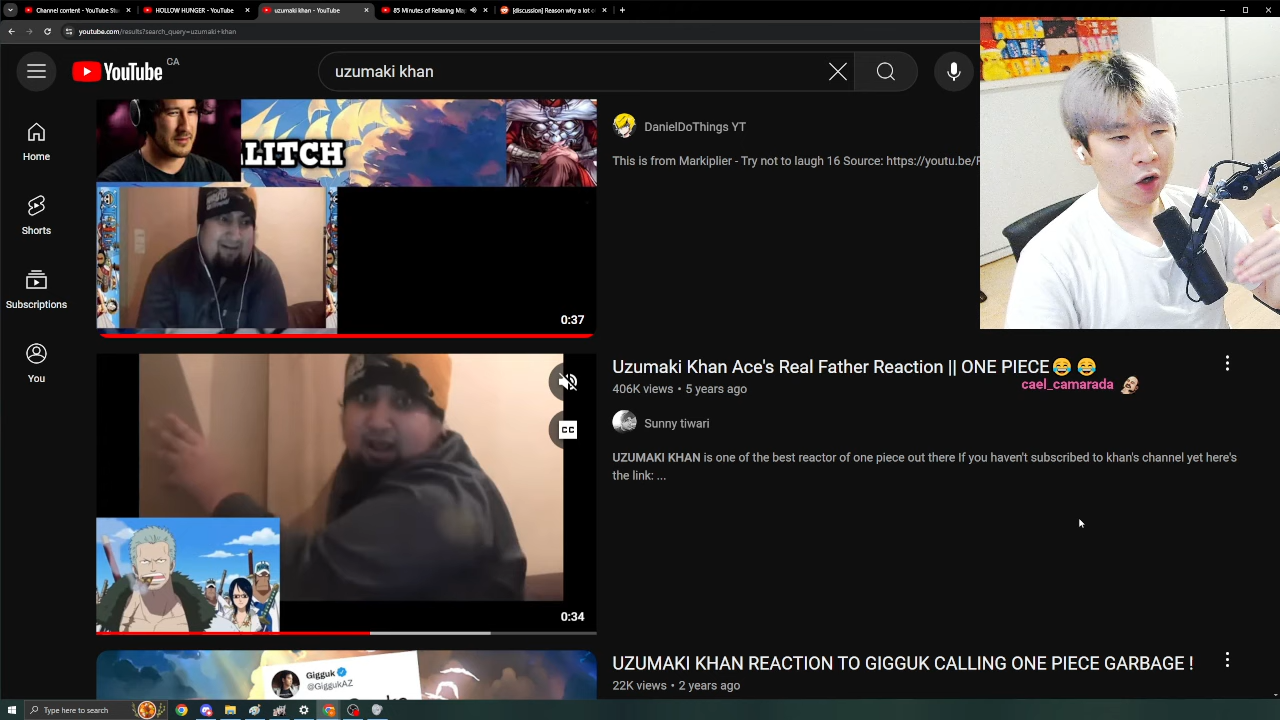 Channel content - YouTube Stu
HOLLOW HUNGER - YouTube
uzumaki khan - YouTube
85 Minutes of Relaxing Ma
[discussion] Reason why a lot o
youtube.com/results?search_query=uzumaki+khan
YouTube
CA
uzumaki khan
Home
Shorts
Subscriptions
You
LITCH
0:37
DanielDoThings YT
This is from Markiplier - Try not to laugh 16 Source: https://youtu.be/F
CC
0:34
Uzumaki Khan Ace's Real Father Reaction || ONE PIECE😂 😂
cael_camarada
406K views • 5 years ago
Sunny tiwari
UZUMAKI KHAN is one of the best reactor of one piece out there If you haven't subscribed to khan's channel yet here's
the link: ...
Gigguk
@GiggukAZ
UZUMAKI KHAN REACTION TO GIGGUK CALLING ONE PIECE GARBAGE !
22K views • 2 years ago
Type here to search